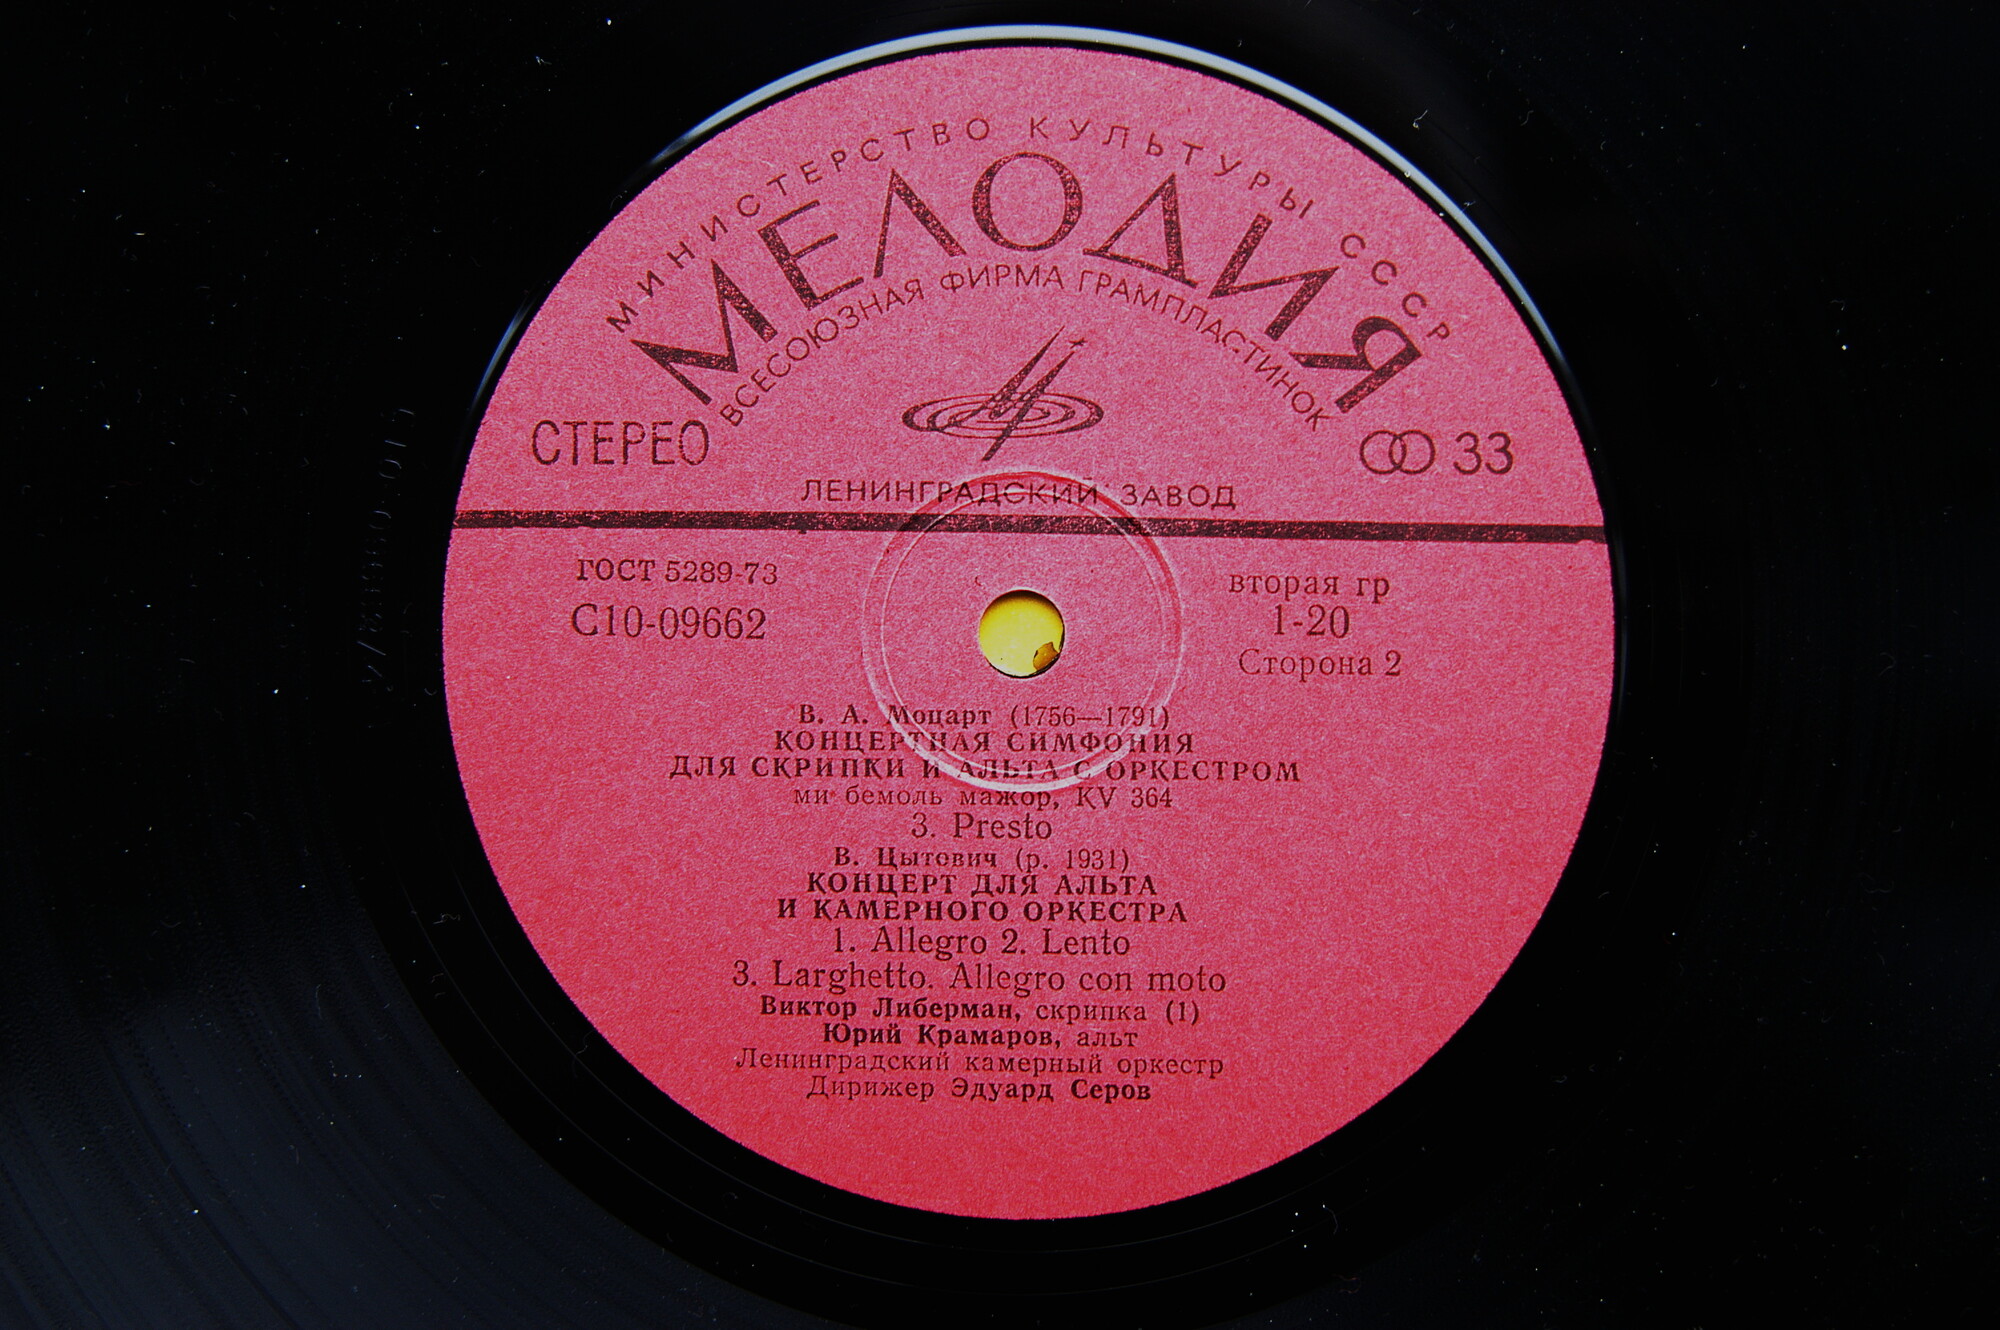 МИНИСТЕРСТВО КУЛЬТУРЫ СССР
МЕЛОДИЯ
ВСЕСОЮЗНАЯ ФИРМА ГРАМПЛАСТИНОК
СТЕРЕО
33
ЛЕНИНГРАДСКИЙ ЗАВОД
ГОСТ 5289-73
С10-09662
вторая гр
1-20
Сторона 2
В. А. Моцарт (1756—1791)
КОНЦЕРТНАЯ СИМФОНИЯ
ДЛЯ СКРИПКИ И АЛЬТА С ОРКЕСТРОМ
ми бемоль мажор, KV 364
3. Presto
В. Цытович (р. 1931)
КОНЦЕРТ ДЛЯ АЛЬТА
И КАМЕРНОГО ОРКЕСТРА
1. Allegro 2. Lento
3. Larghetto. Allegro con moto
Виктор Либерман, скрипка (1)
Юрий Крамаров, альт
Ленинградский камерный оркестр
Дирижер Эдуард Серов